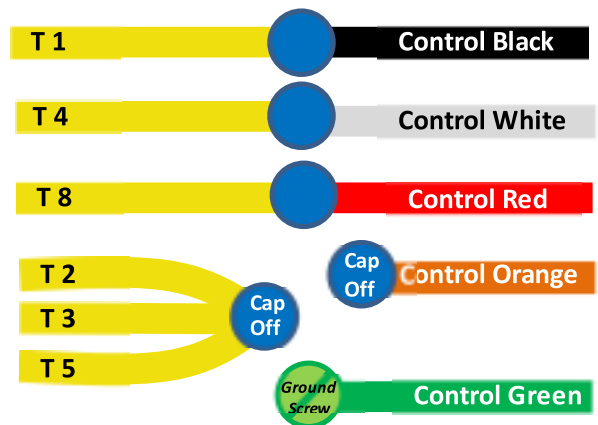 T 1 Control Black
T 4 Control White
T 8 Control Red
T 2
T 3
T 5
Cap
Off
Cap
Off
Control Orange
Ground
Screw
Control Green